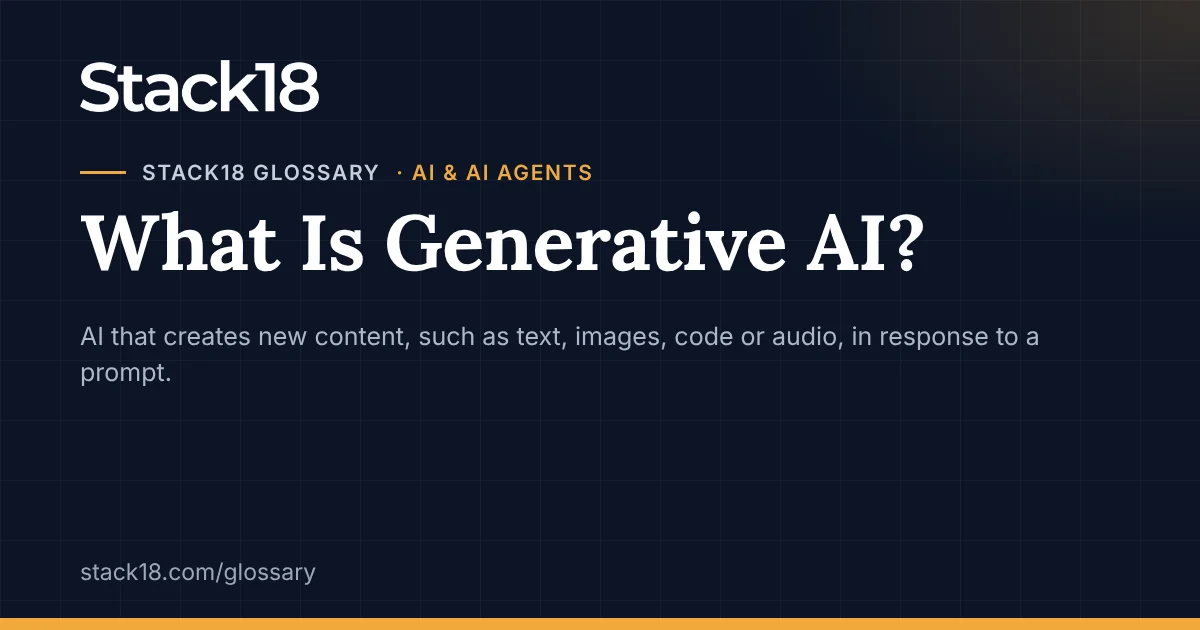 Stack18
STACK18 GLOSSARY · AI & AI AGENTS
What Is Generative AI?
AI that creates new content, such as text, images, code or audio, in response to a
prompt.
stack18.com/glossary